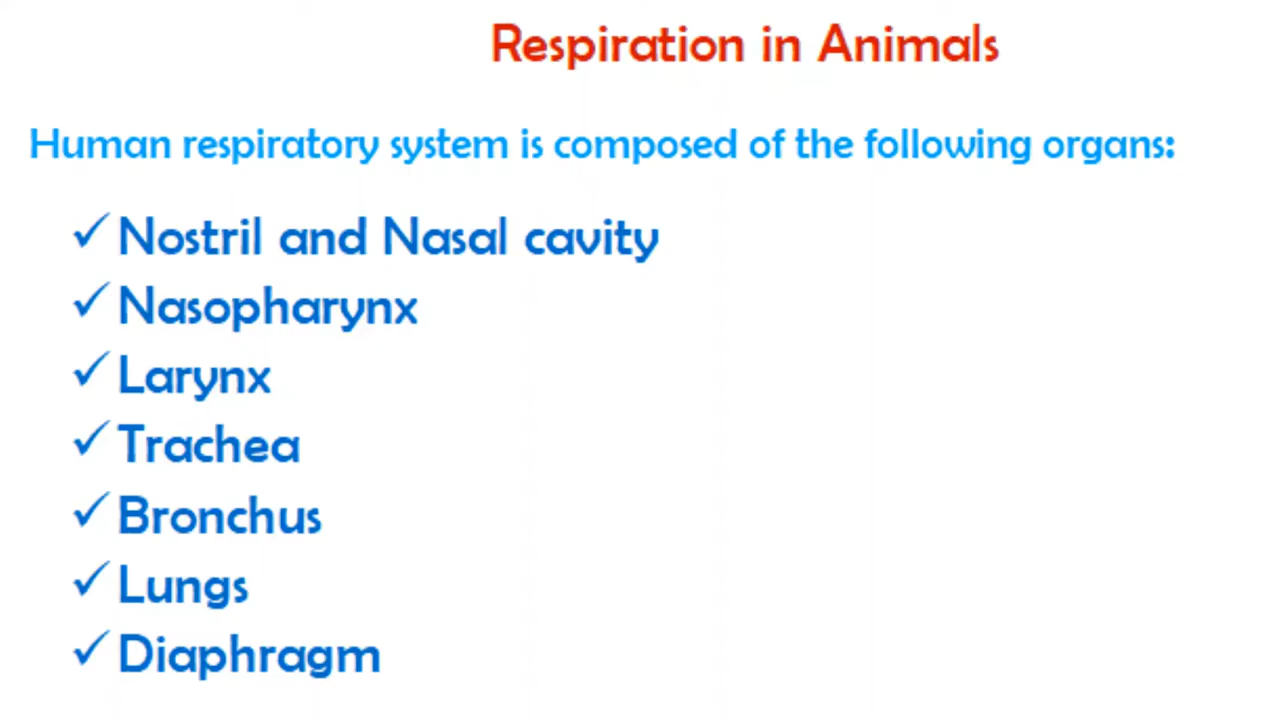 Respiration in Animals
Human respiratory system is composed of the following organs:
✓ Nostril and Nasal cavity
✓ Nasopharynx
✓ Larynx
✓ Trachea
✓ Bronchus
✓ Lungs
✓ Diaphragm